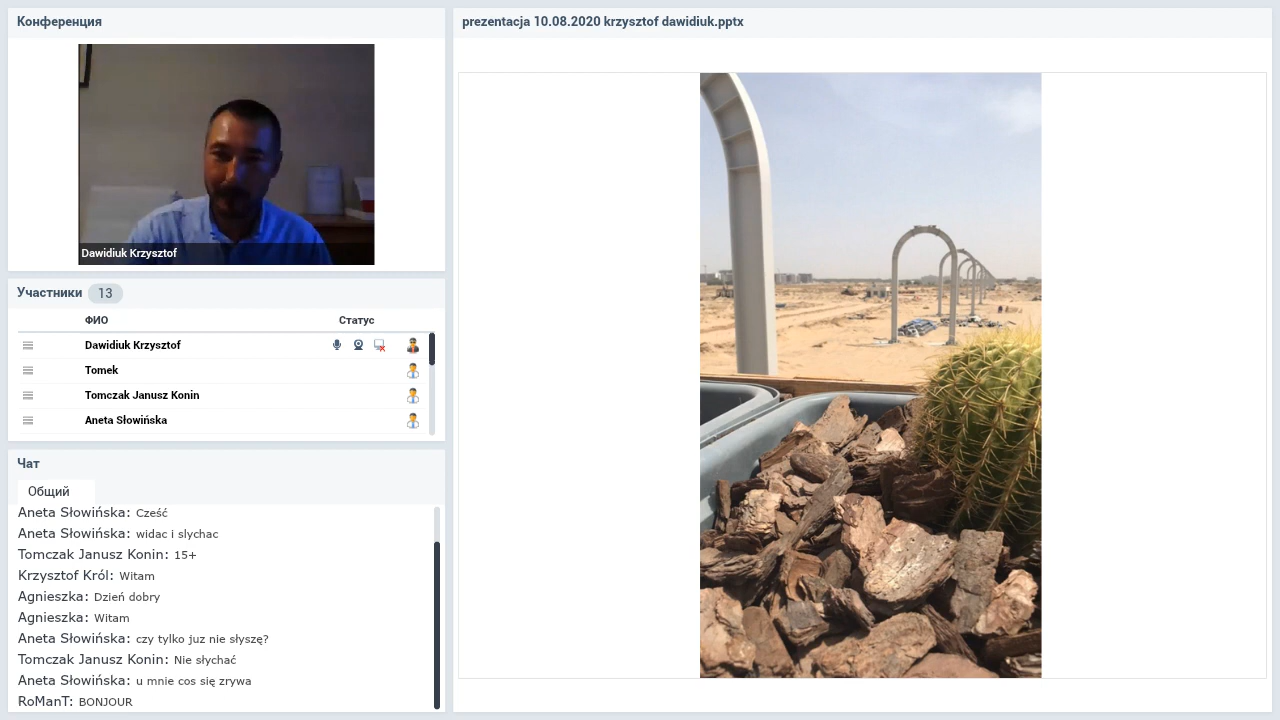 Конференция
Dawidiuk Krzysztof
Участники 13
ФИО Статус
Dawidiuk Krzysztof
Tomek
Tomczak Janusz Konin
Aneta Słowińska
Чат
Общий
Aneta Słowińska: Cześć
Aneta Słowińska: widac i slychac
Tomczak Janusz Konin: 15+
Krzysztof Król: Witam
Agnieszka: Dzień dobry
Agnieszka: Witam
Aneta Słowińska: czy tylko juz nie słyszę?
Tomczak Janusz Konin: Nie słychać
Aneta Słowińska: u mnie cos się zrywa
RoManT: BONJOUR
prezentacja 10.08.2020 krzysztof dawidiuk.pptx